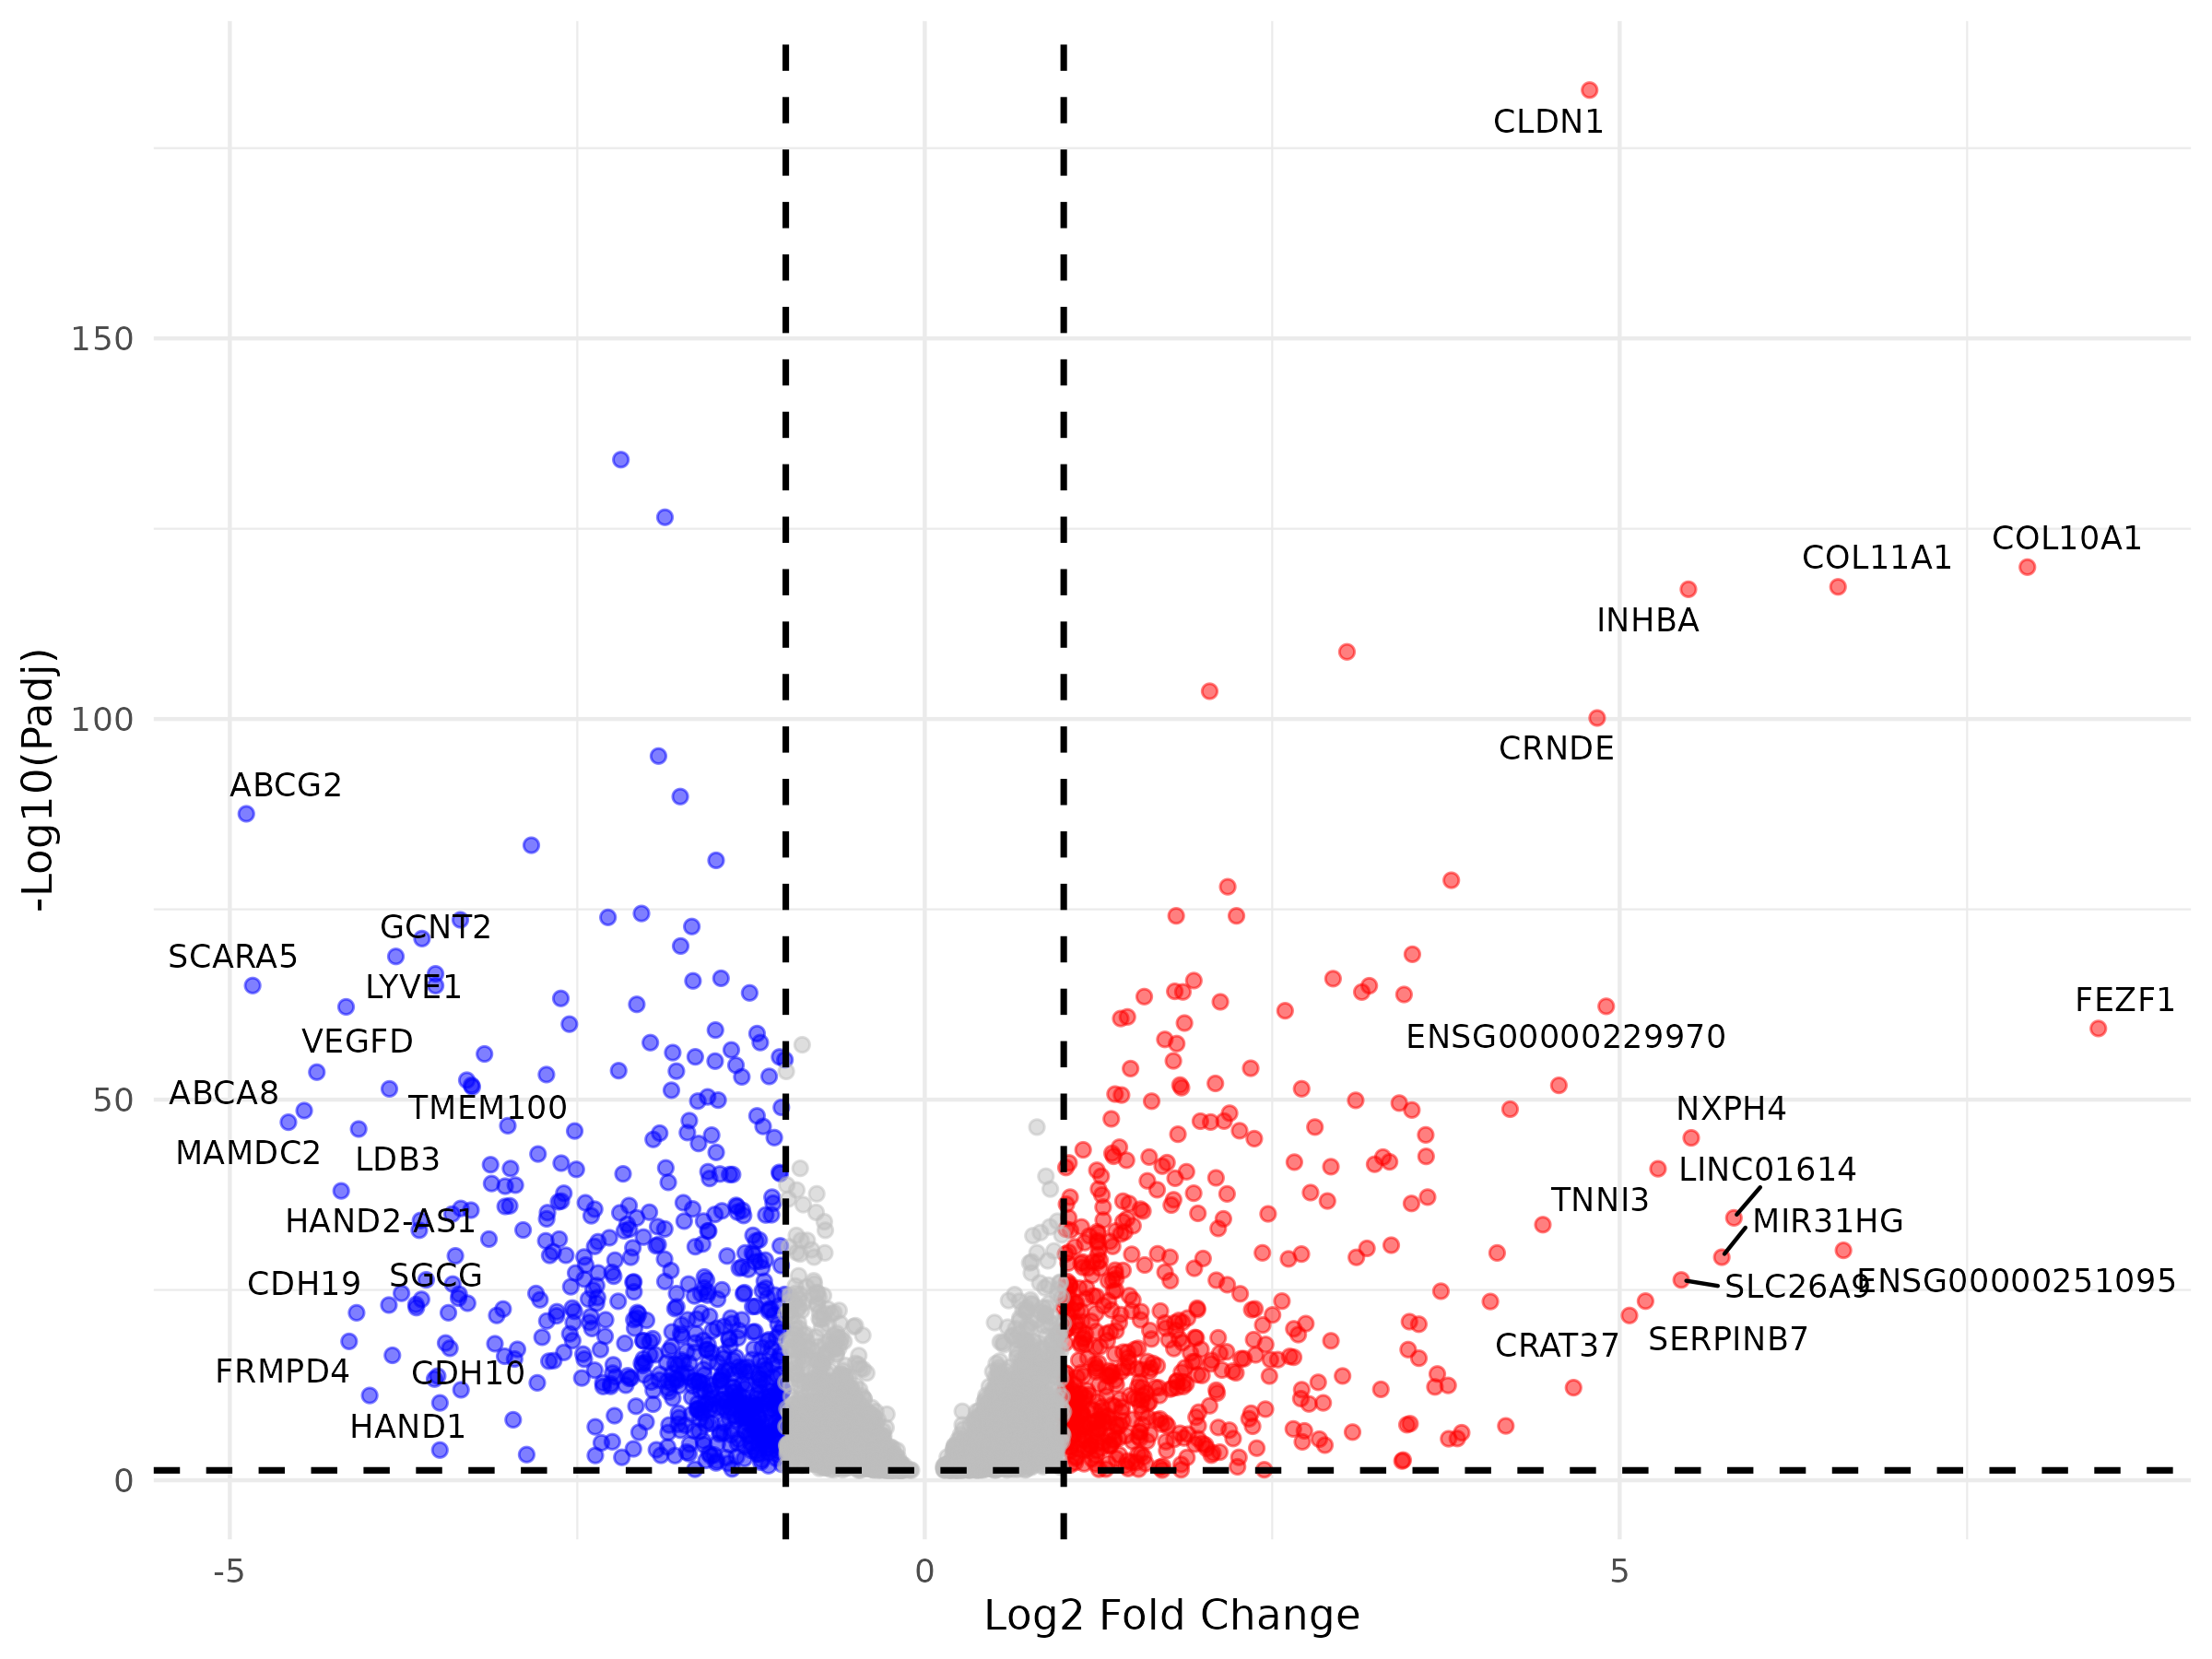 CLDN1
150
COL10A1
COL11A1
INHBA
-Log10(Padj)
100
CRNDE
ABCG2
GCNT2
SCARA5
LYVE1
FEZF1
VEGFD
ENSG00000229970
ABCA8
50
TMEM100
NXPH4
MAMDC2
LDB3
LINC01614
TNNI3
HAND2-AS1
MIR31HG
CDH19
SGCG
SLC26A9
ENSG00000251095
CRAT37
SERPINB7
FRMPD4
CDH10
HAND1
0
-5
0
5
Log2 Fold Change